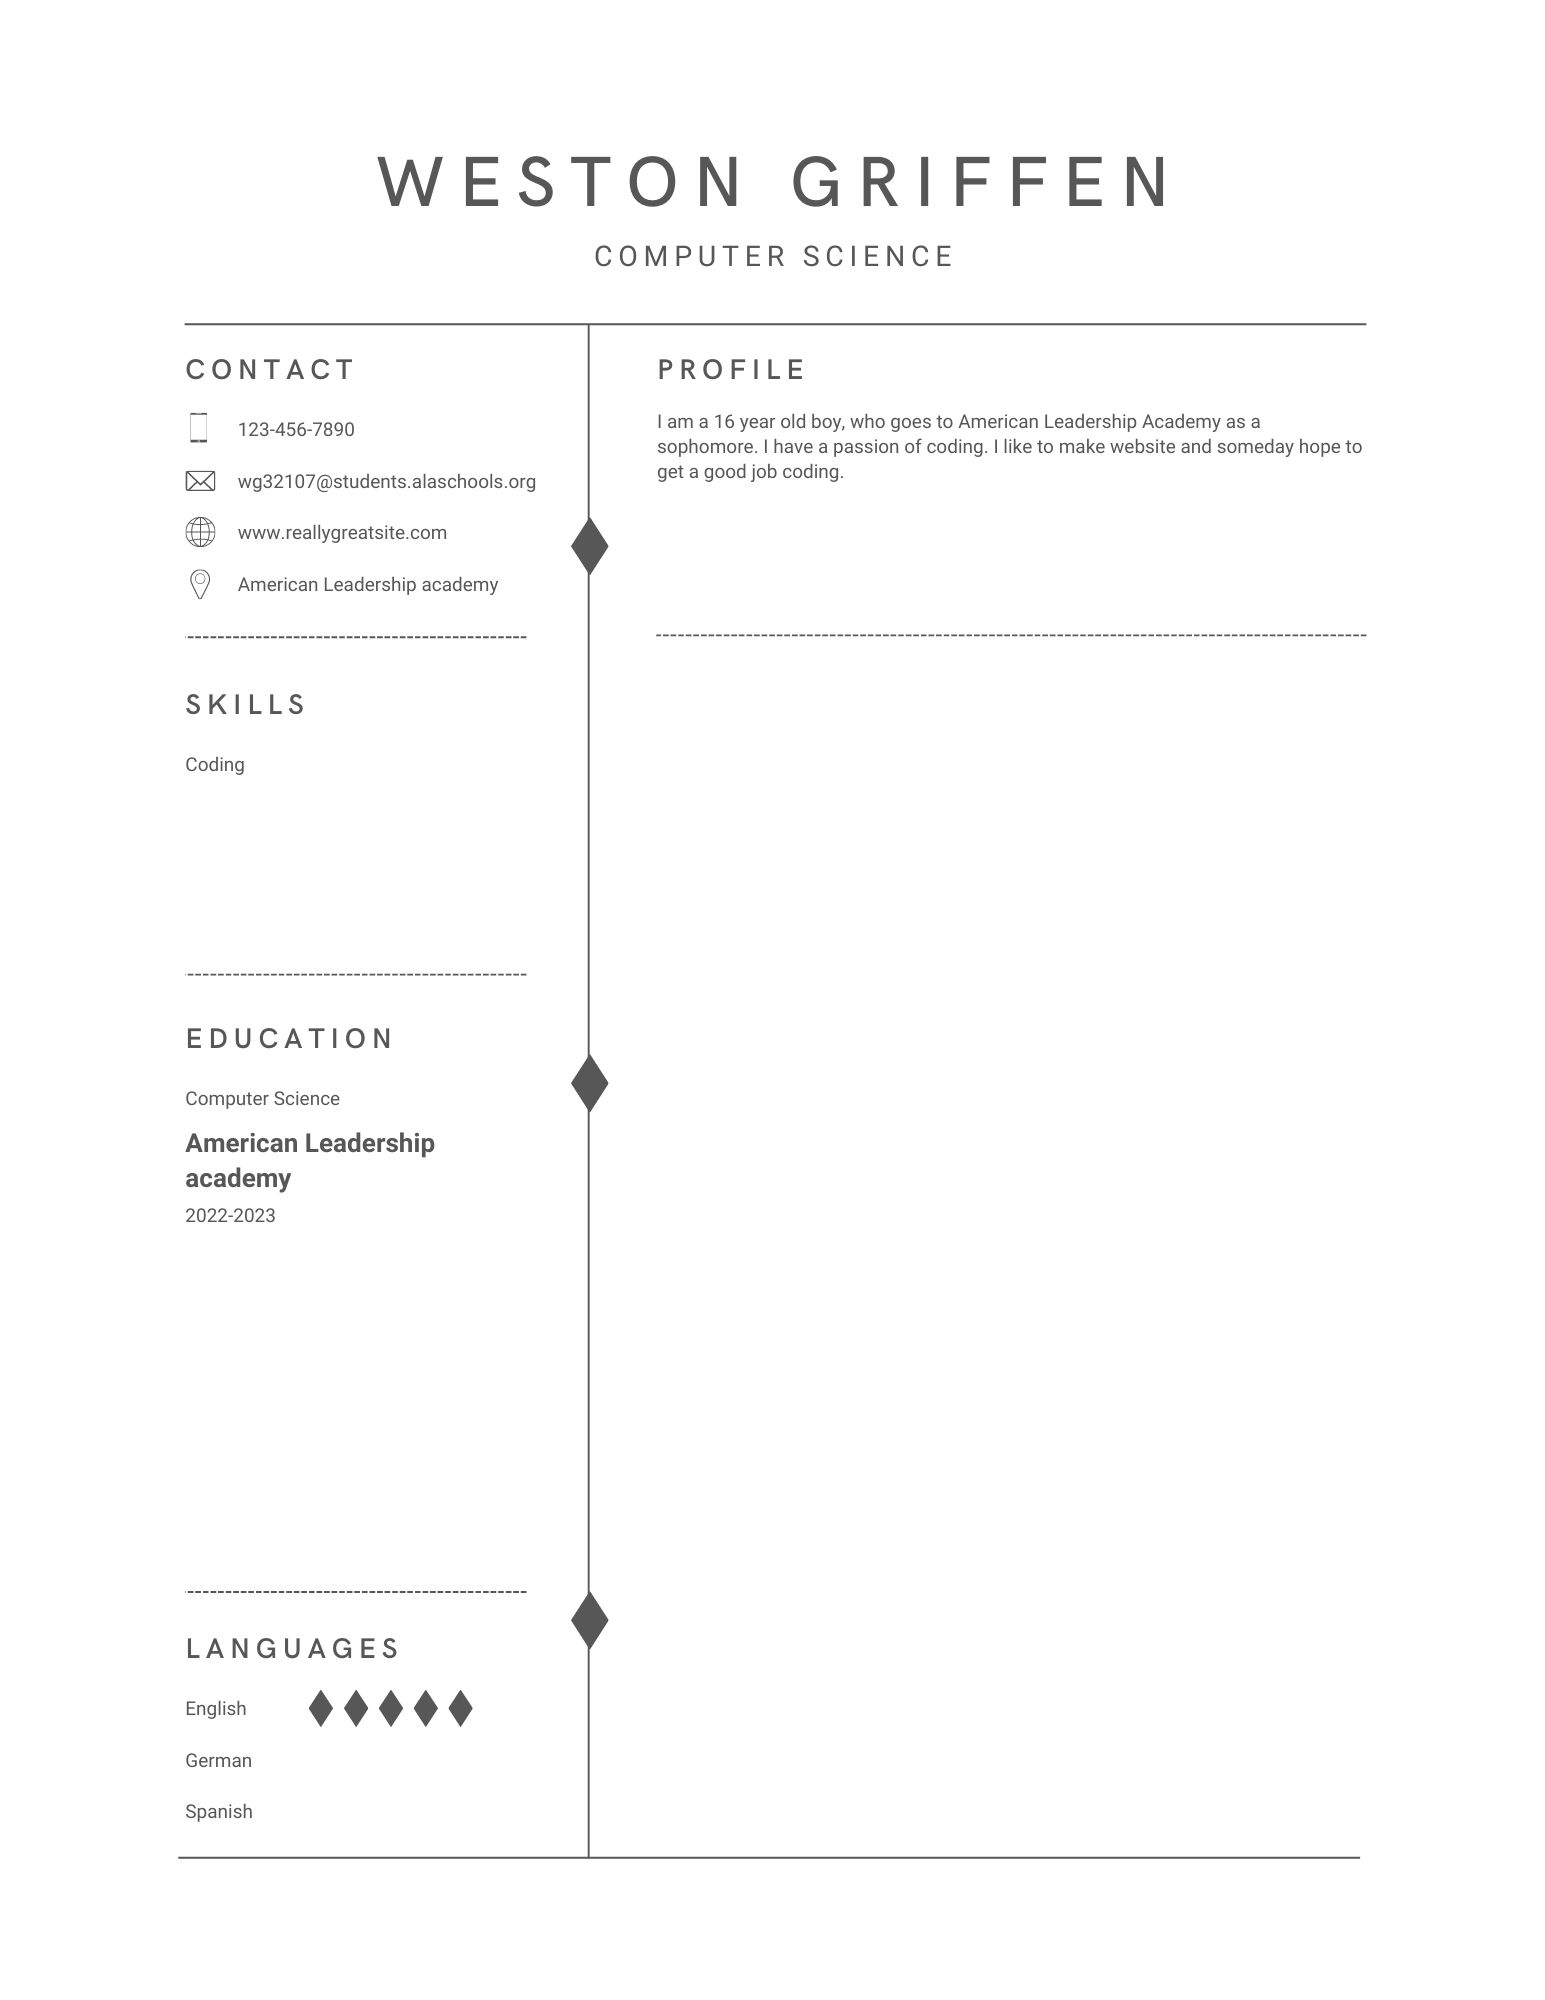 WESTON GRIFFEN
COMPUTER SCIENCE
CONTACT
123-456-7890
wg32107@students.alaschools.org
www.reallygreatsite.com
American Leadership academy
SKILLS
Coding
EDUCATION
Computer Science
American Leadership
academy
2022-2023
LANGUAGES
English
German
Spanish
PROFILE
I am a 16 year old boy, who goes to American Leadership Academy as a
sophomore. I have a passion of coding. I like to make website and someday hope to
get a good job coding.